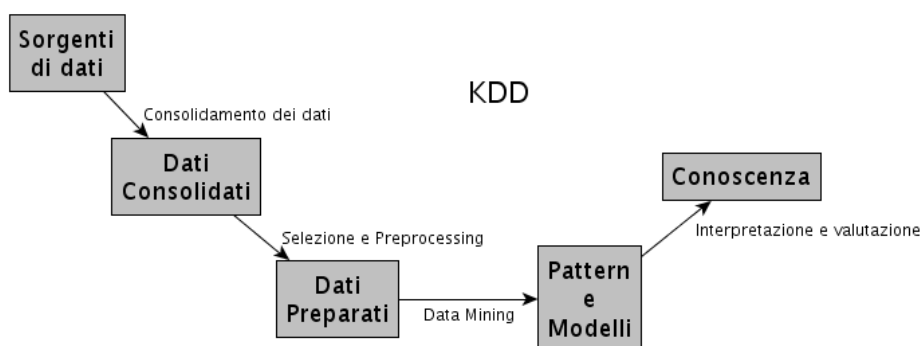 Sorgenti
di dati
KDD
Consolidamento dei dati
Dati
Consolidati
Conoscenza
Selezione e Preprocessing
Interpretazione e valutazione
Dati
Preparati
Data Mining
Pattern
e
Modelli